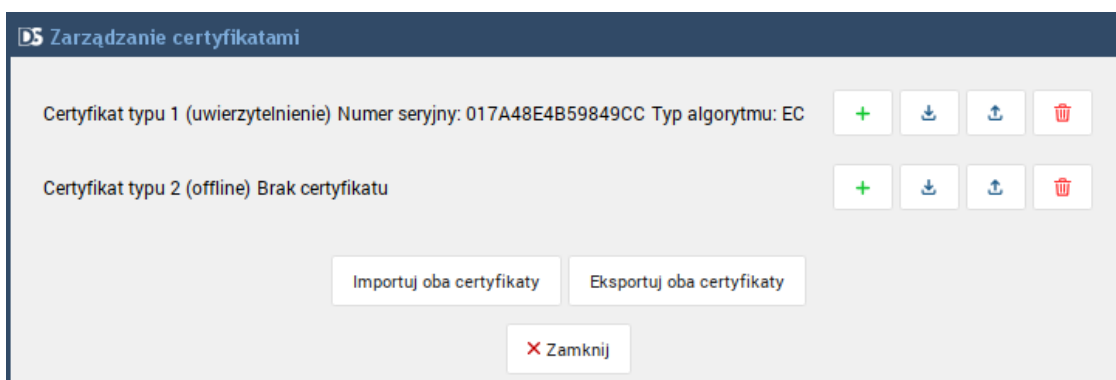 DS Zarządzanie certyfikatami
Certyfikat typu 1 (uwierzytelnienie) Numer seryjny: 017A48E4B59849CC Typ algorytmu: EC
Certyfikat typu 2 (offline) Brak certyfikatu
Importuj oba certyfikaty Eksportuj oba certyfikaty
Zamknij